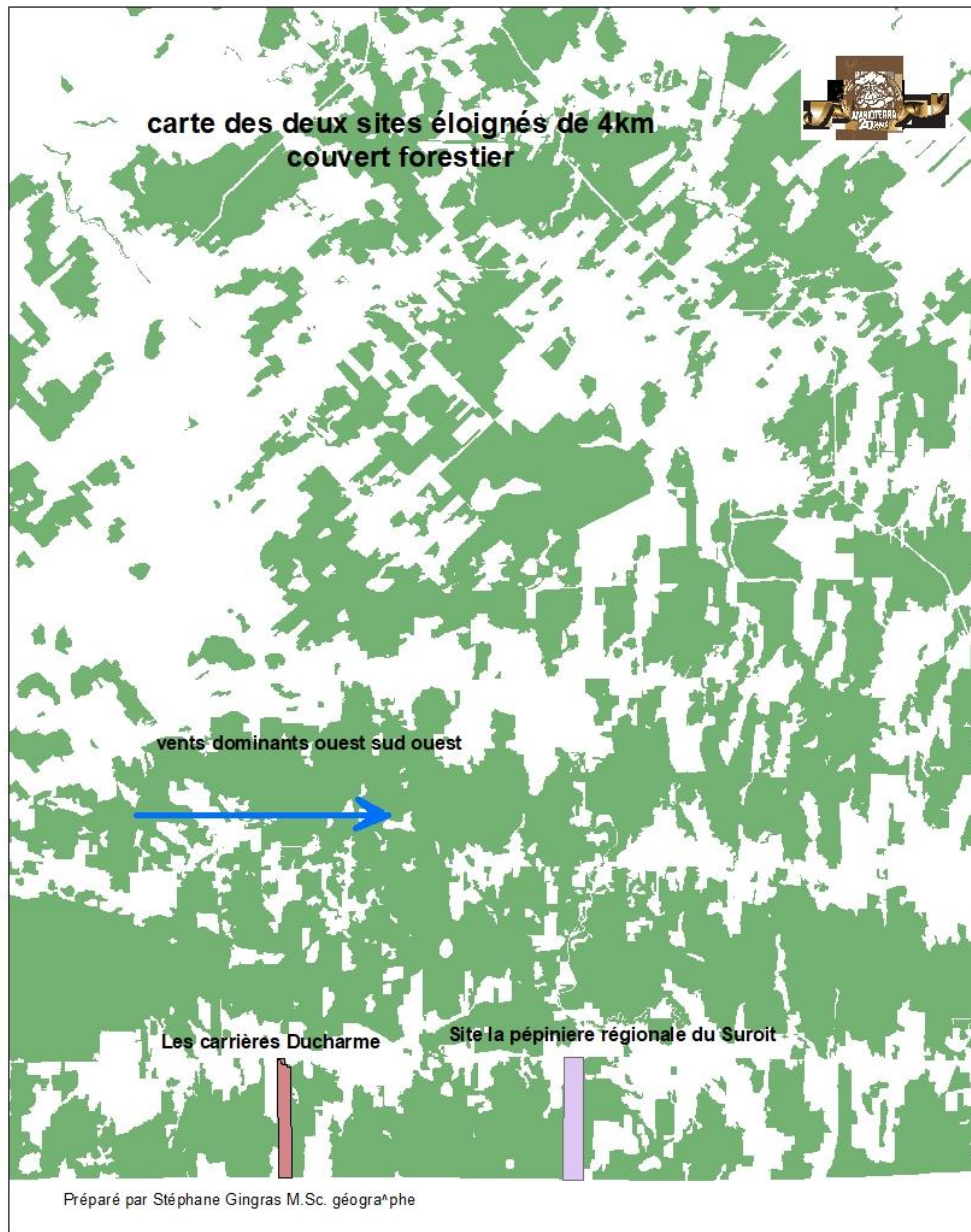 carte des deux sites éloignés de 4km
couvert forestier
vents dominants ouest sud ouest
Les carrières Ducharme
Site la pépiniere régionale du Suroit
Préparé par Stéphane Gingras M.Sc. géogra^phe